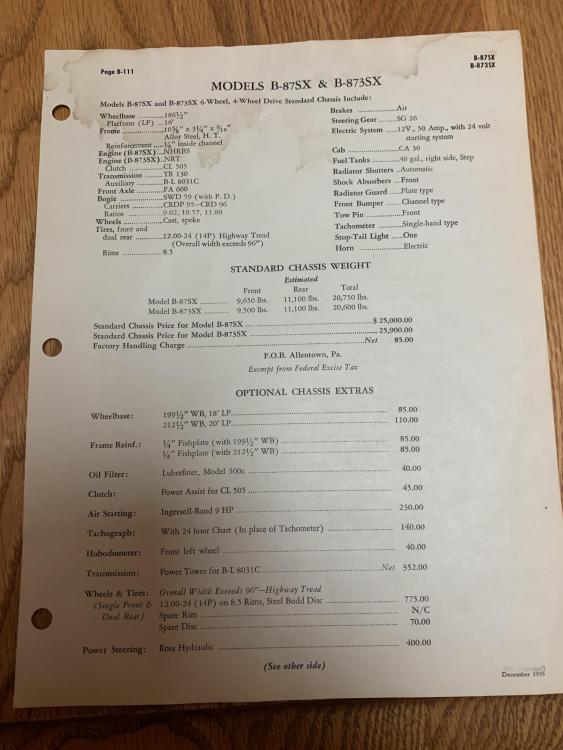 Page B-111
B-87SX
B-873SX
MODELS B-87SX & B-873SX
Models B-87SX and B-873SX 6-Wheel, 4-Wheel Drive Standard Chassis Include:
Wheelbase ..........186½"
Platform (LP) ...16'
Frame ..............10⅝" x 3¼" x 5/16"
Alloy Steel, H. T.
Reinforcement ....¼" inside channel
Engine (B-87SX)...NHRBS
Engine (B-873SX)..NRT
Clutch ............CL 505
Transmission .......TR 130
Auxiliary .........B-L 8031C
Front Axle .........FA 600
Bogie ..............SWD 59 (with P. D.)
Carriers ..........CRDP 95—CRD 96
Ratios ............9.02, 10.57, 11.80
Wheels .............Cast, spoke
Tires, front and
dual rear .........12.00-24 (14P) Highway Tread
(Overall width exceeds 96")
Rims ..............8.5
Brakes .............Air
Steering Gear .......SG 26
Electric System .....12V., 50 Amp., with 24 volt
starting system
Cab .................CA 30
Fuel Tanks ..........40 gal., right side, Step
Radiator Shutters ...Automatic
Shock Absorbers ....Front
Radiator Guard .....Plate type
Front Bumper .......Channel type
Tow Pin ............Front
Tachometer .........Single-hand type
Stop-Tail Light .....One
Horn ...............Electric
STANDARD CHASSIS WEIGHT
Estimated
Front Rear Total
Model B-87SX ............ 9,650 lbs. 11,100 lbs. 20,750 lbs.
Model B-873SX ........... 9,500 lbs. 11,100 lbs. 20,600 lbs.
Standard Chassis Price for Model B-87SX ..........$ 25,000.00
Standard Chassis Price for Model B-873SX .......... 25,900.00
Factory Handling Charge ..........Net 85.00
F.O.B. Allentown, Pa.
Exempt from Federal Excise Tax
OPTIONAL CHASSIS EXTRAS
Wheelbase: 199½" WB, 18' LP.......... 85.00
212½" WB, 20' LP.......... 110.00
Frame Reinf.: ¼" Fishplate (with 199½" WB) .......... 85.00
¼" Fishplate (with 212½" WB) .......... 85.00
Oil Filter: Luberfiner, Model 500c .......... 40.00
Clutch: Power Assist for CL 505 .......... 45.00
Air Starting: Ingersoll-Rand 9 HP .......... 230.00
Tachograph: With 24 hour Chart (In place of Tachometer) .......... 140.00
Hubodometer: Front left wheel .......... 40.00
Transmission: Power Tower for B-L 8031C ..........Net 352.00
Wheels & Tires: Overall Width Exceeds 96"—Highway Tread
(Single Front & 12.00-24 (14P) on 8.5 Rims, Steel Budd Disc .......... 775.00
Dual Rear) Spare Rim .......... N/C
Spare Disc .......... 70.00
Power Steering: Ross Hydraulic .......... 400.00
(See other side)
December 1955